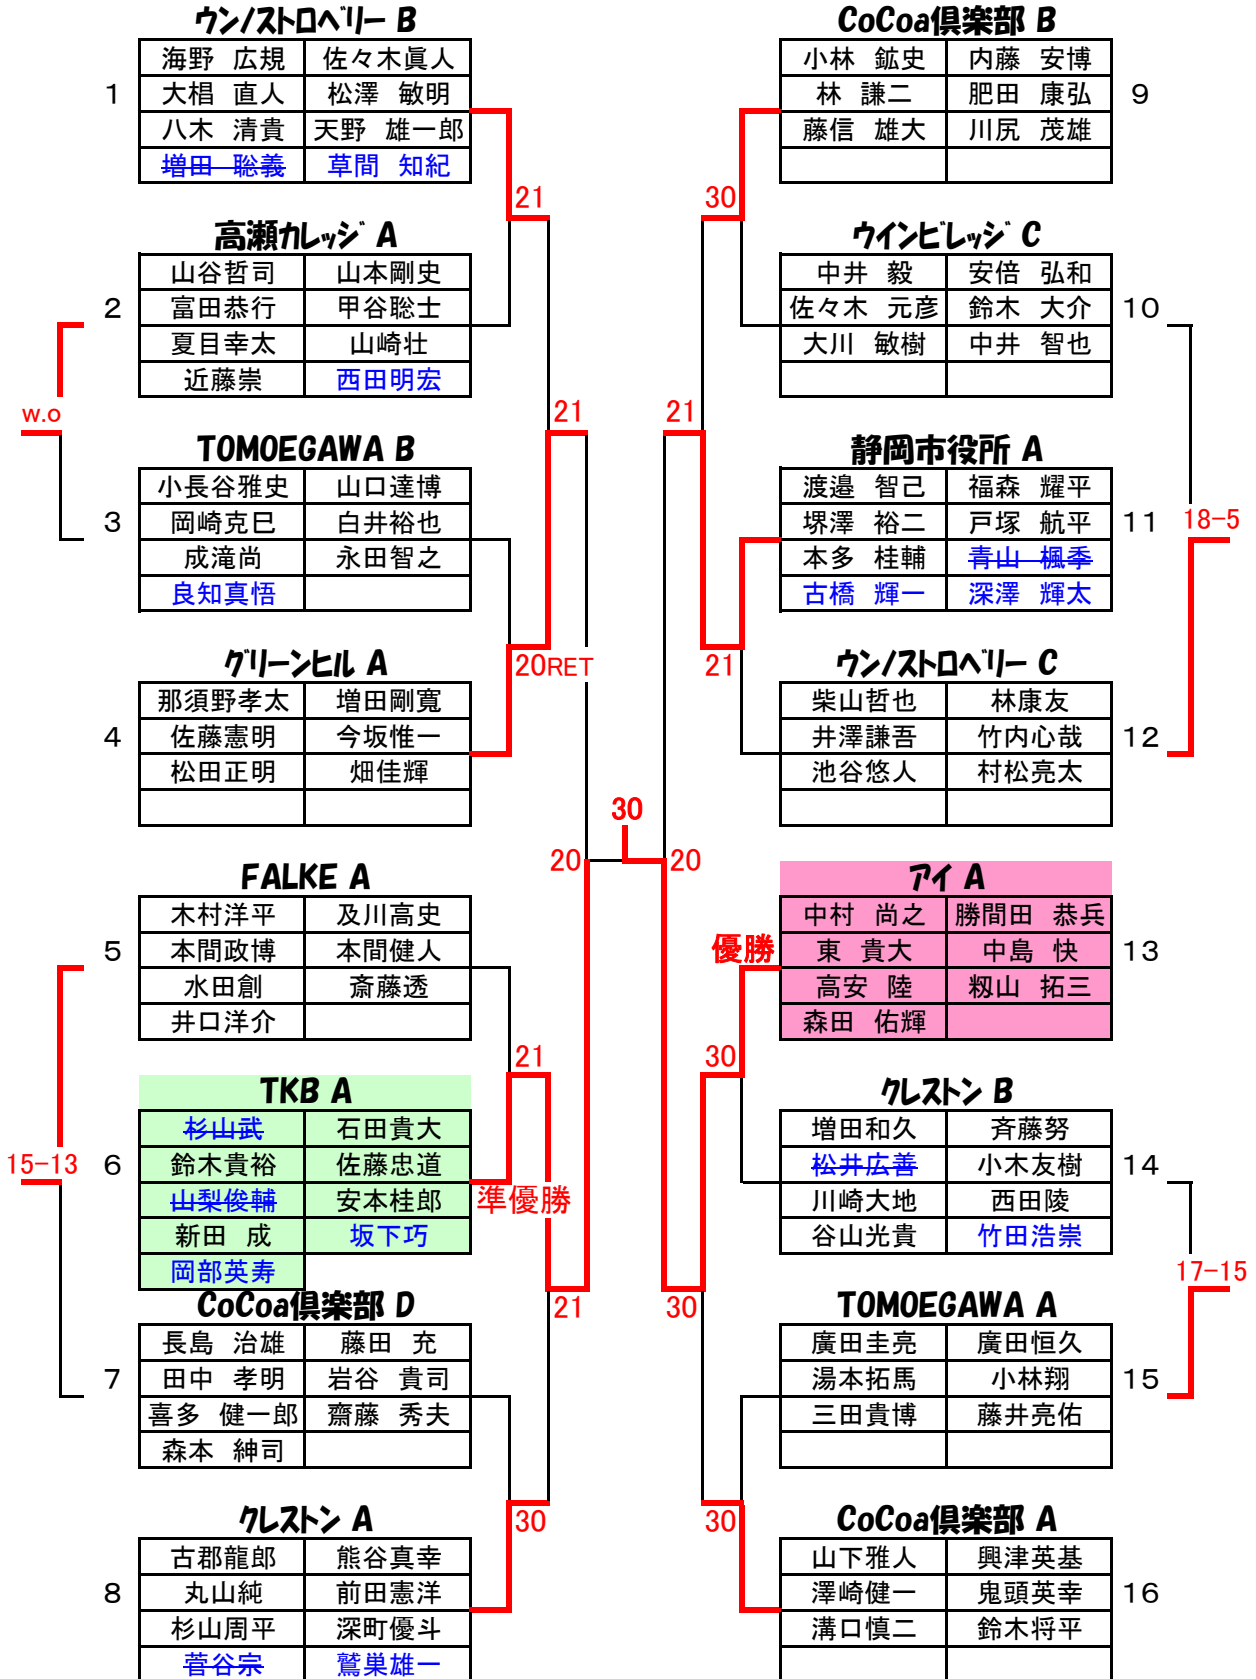 ウン/ストロベリー B
海野 広規 佐々木眞人
1 大椙 直人 松澤 敏明
八木 清貴 天野 雄一郎
増田 聡義 草間 知紀
21
高瀬カレッジ A
山谷哲司 山本剛史
2 富田恭行 甲谷聡士
夏目幸太 山崎壮
近藤崇 西田明宏
w.o
21
TOMOEGAWA B
小長谷雅史 山口達博
3 岡崎克巳 白井裕也
成滝尚 永田智之
良知真悟
20RET
グリーンヒル A
那須野孝太 増田剛寛
4 佐藤憲明 今坂惟一
松田正明 畑佳輝
30
20
20
FALKE A
木村洋平 及川高史
5 本間政博 本間健人
水田創 斎藤透
井口洋介
21
TKB A
杉山武 石田貴大
15-13
6 鈴木貴裕 佐藤忠道
山梨俊輔 安本桂郎
準優勝
新田 成 坂下巧
岡部英寿
21
CoCoa倶楽部 D
長島 治雄 藤田 充
7 田中 孝明 岩谷 貴司
喜多 健一郎 齋藤 秀夫
森本 紳司
30
クレストン A
古郡龍郎 熊谷真幸
8 丸山純 前田憲洋
杉山周平 深町優斗
菅谷宗 鷲巣雄一
CoCoa倶楽部 B
小林 鉱史 内藤 安博
林 謙二 肥田 康弘 9
藤信 雄大 川尻 茂雄
30
ウインビレッジ C
中井 毅 安倍 弘和
佐々木 元彦 鈴木 大介 10
大川 敏樹 中井 智也
21
静岡市役所 A
渡邉 智己 福森 耀平
堺澤 裕二 戸塚 航平 11
18-5
本多 桂輔 青山 楓季
古橋 輝一 深澤 輝太
21
ウン/ストロベリー C
柴山哲也 林康友
井澤謙吾 竹内心哉 12
池谷悠人 村松亮太
アイ A
中村 尚之 勝間田 恭兵
優勝
東 貴大 中島 快 13
高安 陸 籾山 拓三
森田 佑輝
30
クレストン B
増田和久 斉藤努
松井広善 小木友樹 14
川崎大地 西田陵
谷山光貴 竹田浩崇
17-15
30
TOMOEGAWA A
廣田圭亮 廣田恒久
湯本拓馬 小林翔 15
三田貴博 藤井亮佑
30
CoCoa倶楽部 A
山下雅人 興津英基
澤崎健一 鬼頭英幸 16
溝口慎二 鈴木将平